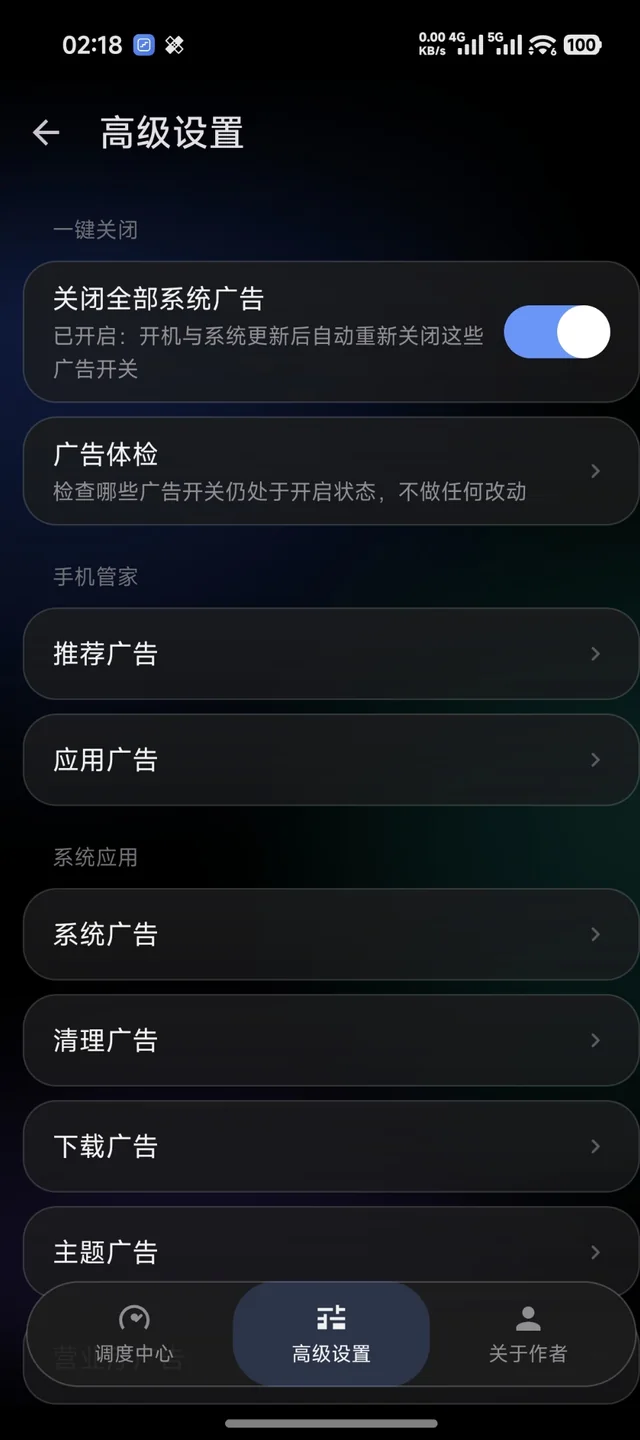 02:18
0.00 KB/s 4G 5G 6 100
高级设置
一键关闭
关闭全部系统广告
已开启：开机与系统更新后自动重新关闭这些
广告开关
广告体检
检查哪些广告开关仍处于开启状态，不做任何改动
手机管家
推荐广告
应用广告
系统应用
系统广告
清理广告
下载广告
主题广告
调度中心
高级设置
关于作者